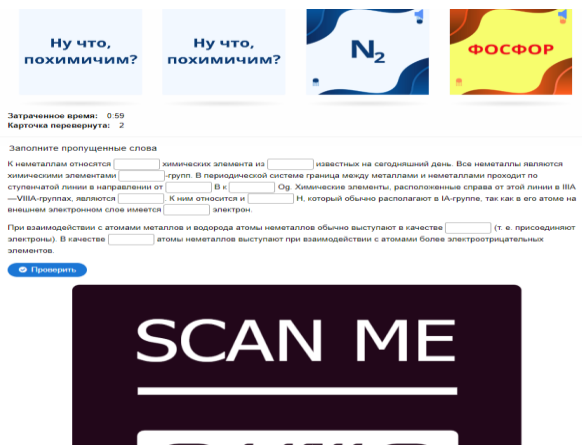 Ну что,
похимичим?
Ну что,
похимичим?
N₂
ФОСФОР
Затраченное время: 0:59
Карточка перевернута: 2
Заполните пропущенные слова
К неметаллам относятся химических элемента из известных на сегодняшний день. Все неметаллы являются
химическими элементами -групп. В периодической системе граница между металлами и неметаллами проходит по
ступенчатой линии в направлении от B к Og. Химические элементы, расположенные справа от этой линии в IIIA
—VIIIA-группах, являются . К ним относится и H, который обычно располагают в IA-группе, так как в его атоме на
внешнем электронном слое имеется электрон.
При взаимодействии с атомами металлов и водорода атомы неметаллов обычно выступают в качестве (т. е. присоединяют
электроны). В качестве атомы неметаллов выступают при взаимодействии с атомами более электроотрицательных
элементов.
Проверить
SCAN ME